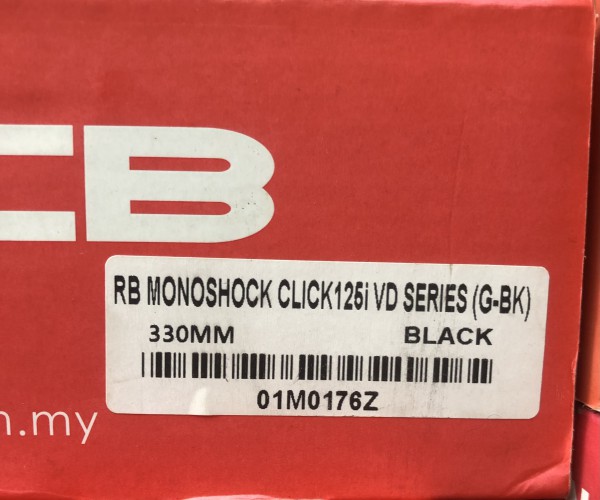 CB
RB MONOSHOCK CLICK125i VD SERIES (G-BK)
330MM BLACK
01M0176Z
n.my